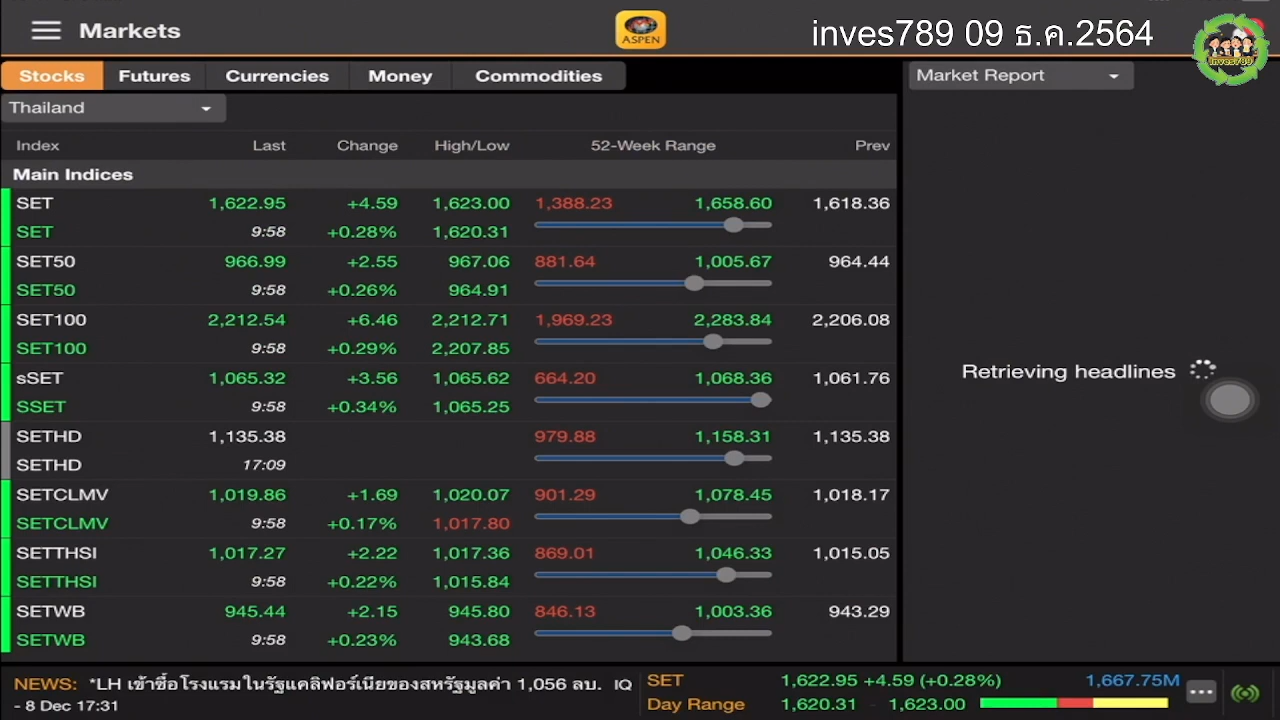 Markets
ASPEN
inves789 09 ธ.ค.2564
Inves789
Stocks Futures Currencies Money Commodities
Market Report
Thailand
Index Last Change High/Low 52-Week Range Prev
Main Indices
SET 1,622.95 +4.59 1,623.00 1,388.23 1,658.60 1,618.36
SET 9:58 +0.28% 1,620.31
SET50 966.99 +2.55 967.06 881.64 1,005.67 964.44
SET50 9:58 +0.26% 964.91
SET100 2,212.54 +6.46 2,212.71 1,969.23 2,283.84 2,206.08
SET100 9:58 +0.29% 2,207.85
Retrieving headlines
sSET 1,065.32 +3.56 1,065.62 664.20 1,068.36 1,061.76
SSET 9:58 +0.34% 1,065.25
SETHD 1,135.38 979.88 1,158.31 1,135.38
SETHD 17:09
SETCLMV 1,019.86 +1.69 1,020.07 901.29 1,078.45 1,018.17
SETCLMV 9:58 +0.17% 1,017.80
SETTHSI 1,017.27 +2.22 1,017.36 869.01 1,046.33 1,015.05
SETTHSI 9:58 +0.22% 1,015.84
SETWB 945.44 +2.15 945.80 846.13 1,003.36 943.29
SETWB 9:58 +0.23% 943.68
NEWS: *LH เข้าซื้อโรงแรมในรัฐแคลิฟอร์เนียของสหรัฐมูลค่า 1,056 ลบ. IQ
- 8 Dec 17:31
SET 1,622.95 +4.59 (+0.28%) 1,667.75M
Day Range 1,620.31 - 1,623.00